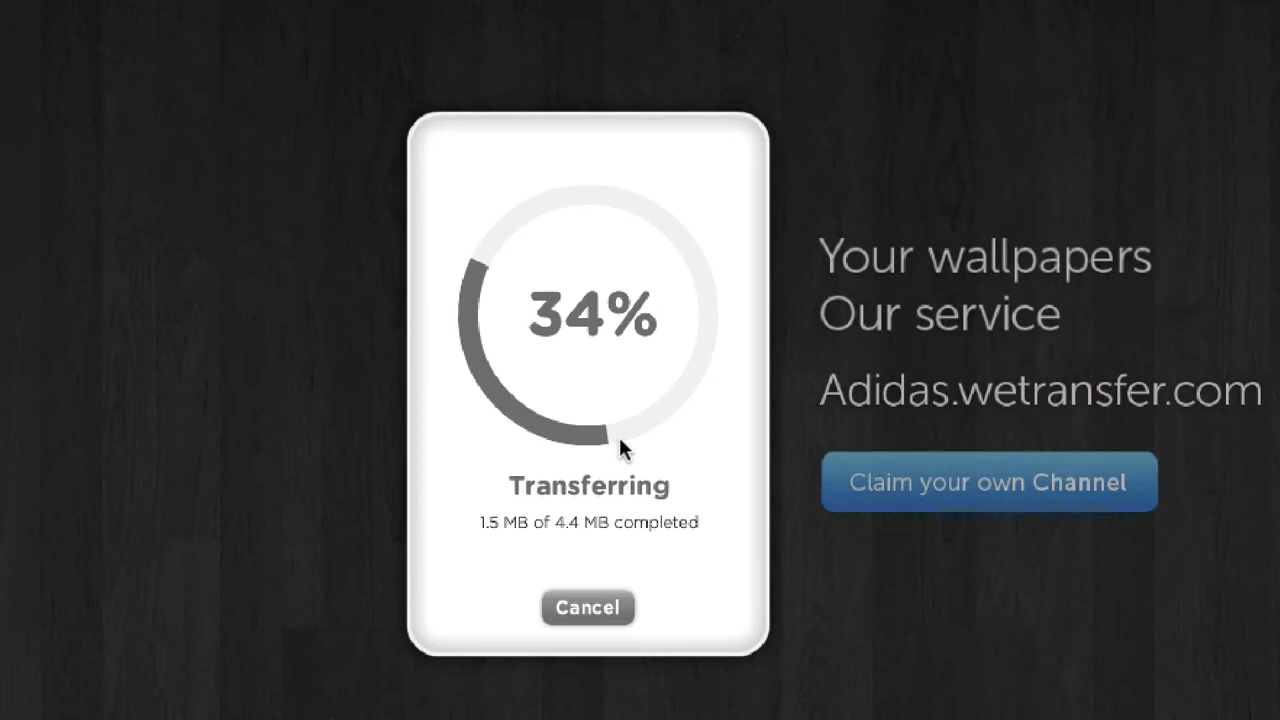 34%
Transferring
1.5 MB of 4.4 MB completed
Cancel
Your wallpapers
Our service
Adidas.wetransfer.com
Claim your own Channel